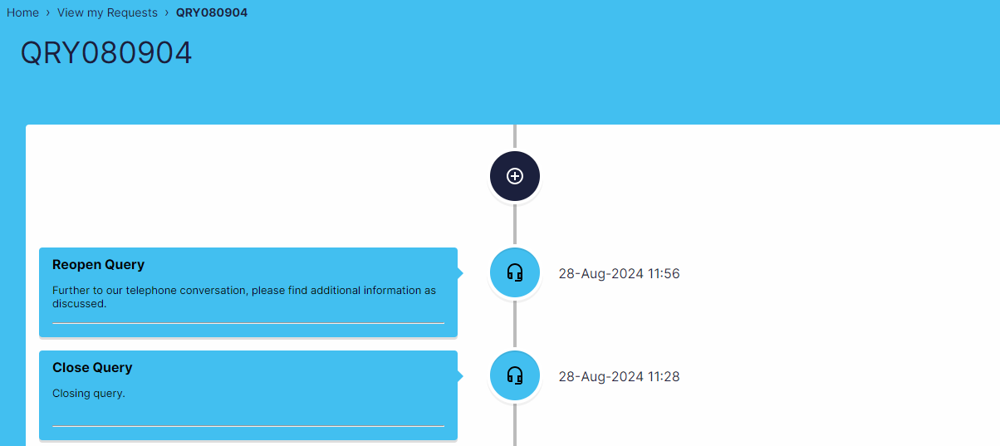 Home › View my Requests › QRY080904
QRY080904
Reopen Query
Further to our telephone conversation, please find additional information as
discussed.
28-Aug-2024 11:56
Close Query
Closing query.
28-Aug-2024 11:28